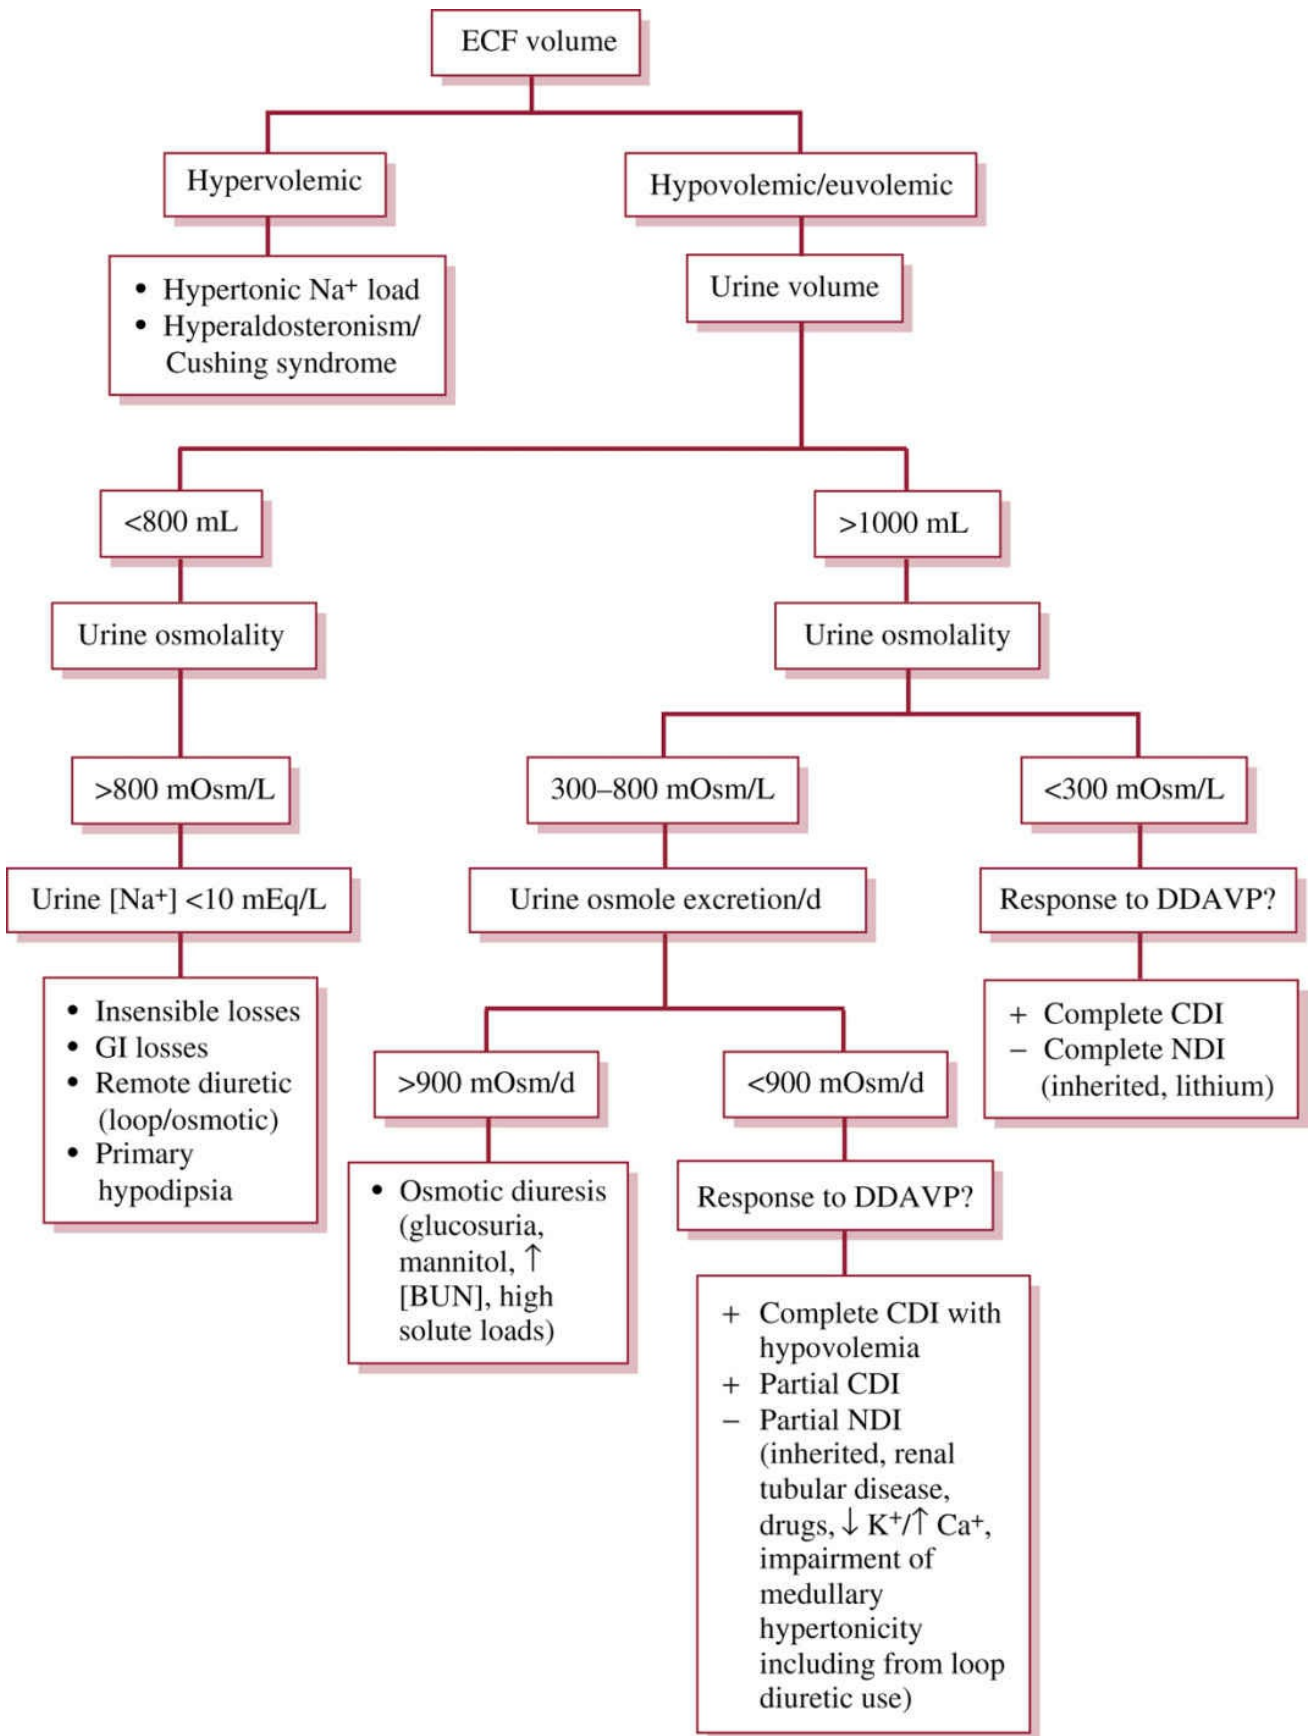 ECF volume
Hypervolemic
Hypovolemic/euvolemic
• Hypertonic Na⁺ load
• Hyperaldosteronism/
Cushing syndrome
Urine volume
<800 mL
>1000 mL
Urine osmolality
Urine osmolality
>800 mOsm/L
300–800 mOsm/L
<300 mOsm/L
Urine [Na⁺] <10 mEq/L
Urine osmole excretion/d
Response to DDAVP?
• Insensible losses
• GI losses
• Remote diuretic
(loop/osmotic)
• Primary
hypodipsia
>900 mOsm/d
<900 mOsm/d
+ Complete CDI
− Complete NDI
(inherited, lithium)
• Osmotic diuresis
(glucosuria,
mannitol, ↑
[BUN], high
solute loads)
Response to DDAVP?
+ Complete CDI with
hypovolemia
+ Partial CDI
− Partial NDI
(inherited, renal
tubular disease,
drugs, ↓ K⁺/↑ Ca⁺,
impairment of
medullary
hypertonicity
including from loop
diuretic use)